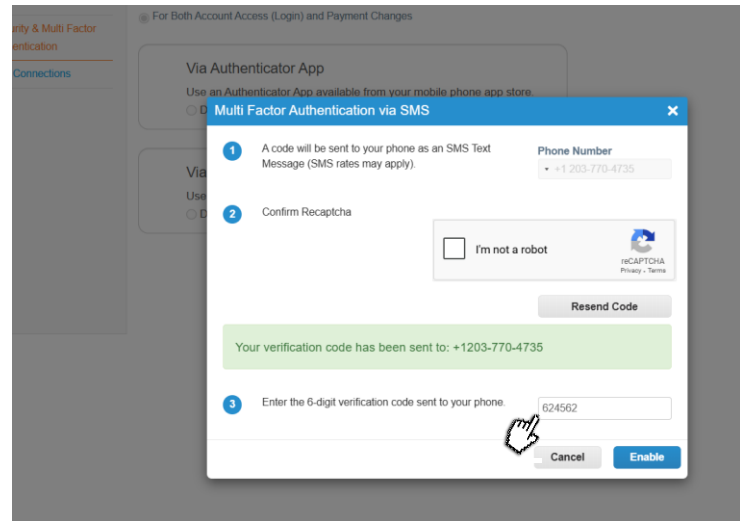 For Both Account Access (Login) and Payment Changes
& Multi Factor
Connections
Via Authenticator App
Use an Authenticator App available from your mobile phone app store.
Multi Factor Authentication via SMS
1
A code will be sent to your phone as an SMS Text
Message (SMS rates may apply).
Phone Number
+1 203-770-4735
Via
Use
2
Confirm Recaptcha
I'm not a robot
reCAPTCHA
Privacy - Terms
Resend Code
Your verification code has been sent to: +1203-770-4735
3
Enter the 6-digit verification code sent to your phone.
624562
Cancel
Enable